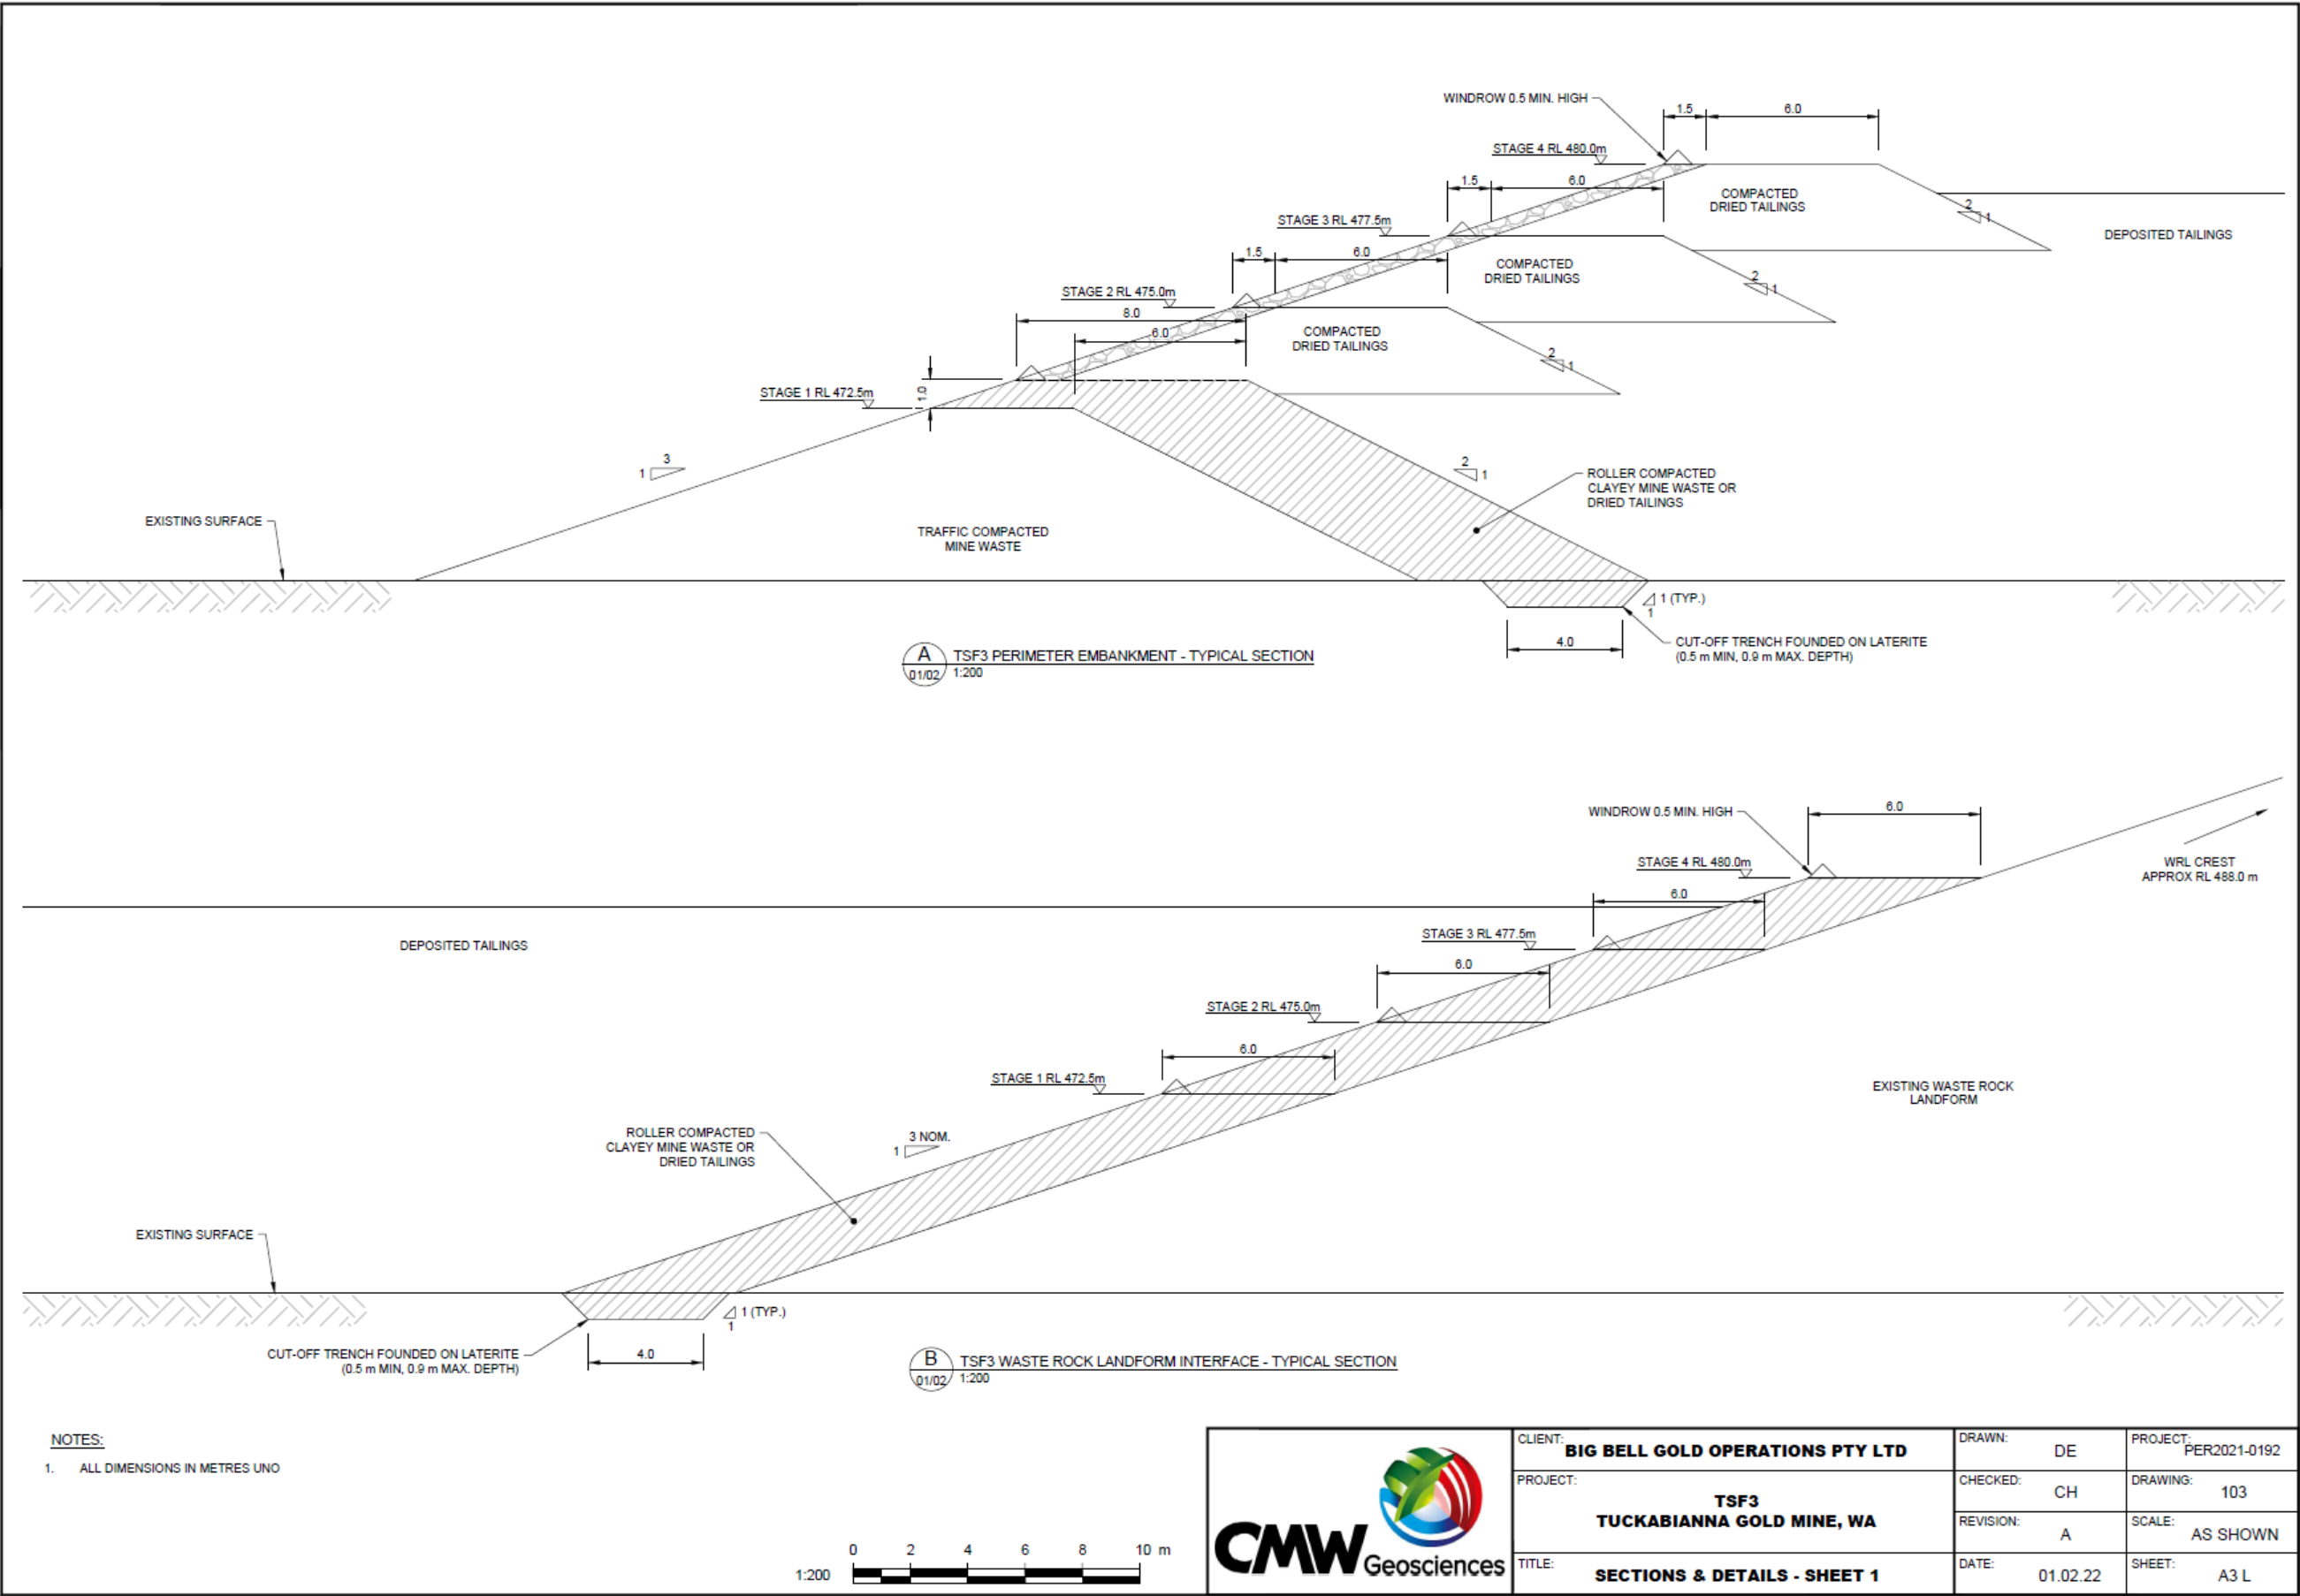 WINDROW 0.5 MIN. HIGH
1.5
6.0
STAGE 4 RL 480.0m
COMPACTED
DRIED TAILINGS
2
1
DEPOSITED TAILINGS
1.5
6.0
STAGE 3 RL 477.5m
COMPACTED
DRIED TAILINGS
2
1
1.5
6.0
STAGE 2 RL 475.0m
8.0
6.0
COMPACTED
DRIED TAILINGS
2
1
STAGE 1 RL 472.5m
1.0
1
3
2
1
ROLLER COMPACTED
CLAYEY MINE WASTE OR
DRIED TAILINGS
EXISTING SURFACE
TRAFFIC COMPACTED
MINE WASTE
1 (TYP.)
1
4.0
CUT-OFF TRENCH FOUNDED ON LATERITE
(0.5 m MIN, 0.9 m MAX. DEPTH)
A
01/02
TSF3 PERIMETER EMBANKMENT - TYPICAL SECTION
1:200
WINDROW 0.5 MIN. HIGH
6.0
STAGE 4 RL 480.0m
WRL CREST
APPROX RL 488.0 m
6.0
STAGE 3 RL 477.5m
DEPOSITED TAILINGS
6.0
STAGE 2 RL 475.0m
6.0
STAGE 1 RL 472.5m
EXISTING WASTE ROCK
LANDFORM
ROLLER COMPACTED
CLAYEY MINE WASTE OR
DRIED TAILINGS
3 NOM.
1
EXISTING SURFACE
1 (TYP.)
1
4.0
CUT-OFF TRENCH FOUNDED ON LATERITE
(0.5 m MIN, 0.9 m MAX. DEPTH)
B
01/02
TSF3 WASTE ROCK LANDFORM INTERFACE - TYPICAL SECTION
1:200
NOTES:
1. ALL DIMENSIONS IN METRES UNO
0 2 4 6 8 10 m
1:200
CMW Geosciences
CLIENT: BIG BELL GOLD OPERATIONS PTY LTD
PROJECT:
TSF3
TUCKABIANNA GOLD MINE, WA
TITLE: SECTIONS & DETAILS - SHEET 1
DRAWN: DE
PROJECT: PER2021-0192
CHECKED: CH
DRAWING: 103
REVISION: A
SCALE: AS SHOWN
DATE: 01.02.22
SHEET: A3 L